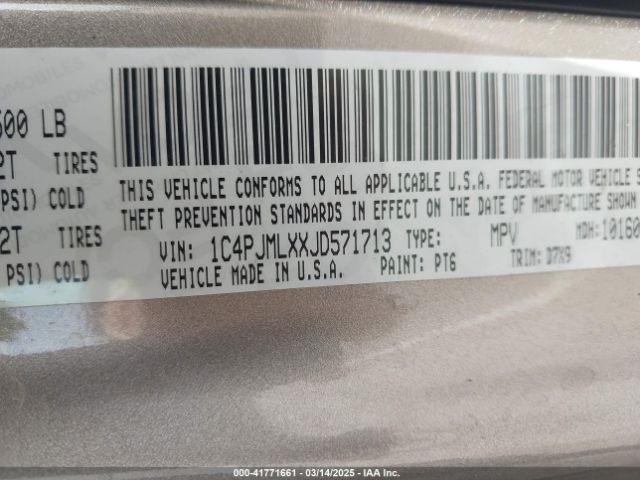 500 LB
2T TIRES
PSI) COLD
2T TIRES
PSI) COLD
THIS VEHICLE CONFORMS TO ALL APPLICABLE U.S.A. FEDERAL MOTOR VEHICLE S
THEFT PREVENTION STANDARDS IN EFFECT ON THE DATE OF MANUFACTURE SHOWN
VIN: 1C4PJMLXXJD571713 TYPE: MPV MDH: 10160
VEHICLE MADE IN U.S.A. PAINT: PT6 TRIM: D7X9
00-41771661 | 03/14/2025 | IAA Inc.